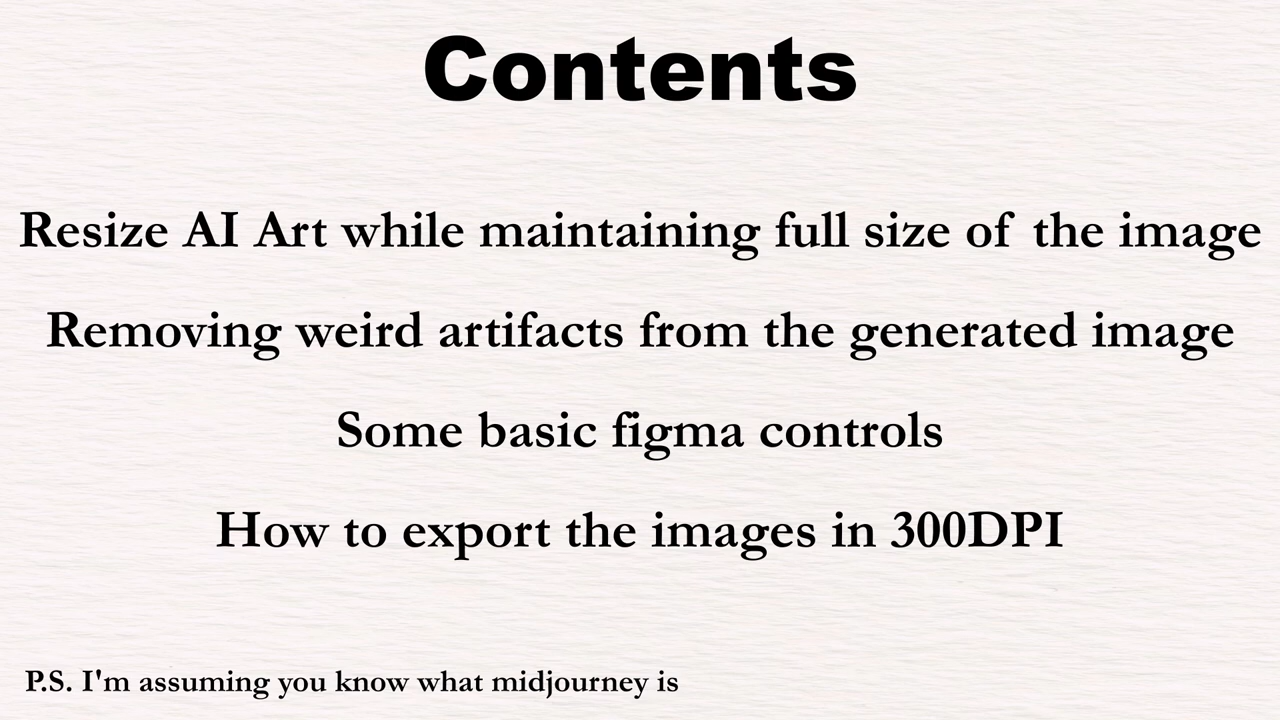 Contents
Resize AI Art while maintaining full size of the image
Removing weird artifacts from the generated image
Some basic figma controls
How to export the images in 300DPI
P.S. I'm assuming you know what midjourney is